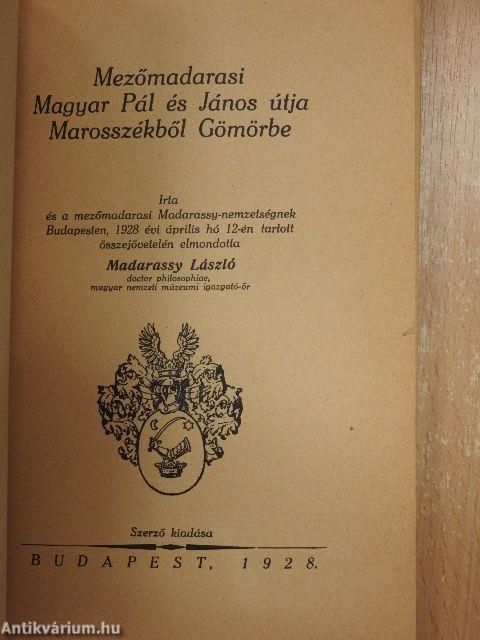 Mezőmadarasi
Magyar Pál és János útja
Marosszékből Gömörbe
Irta
és a mezőmadarasi Madarassy-nemzetségnek
Budapesten, 1928 évi április hó 12-én tartott
összejövetelén elmondotta
Madarassy László
doctor philosophiae,
magyar nemzeti múzeumi igazgató-őr
Szerző kiadása
BUDAPEST, 1928.
Antikvárium.hu